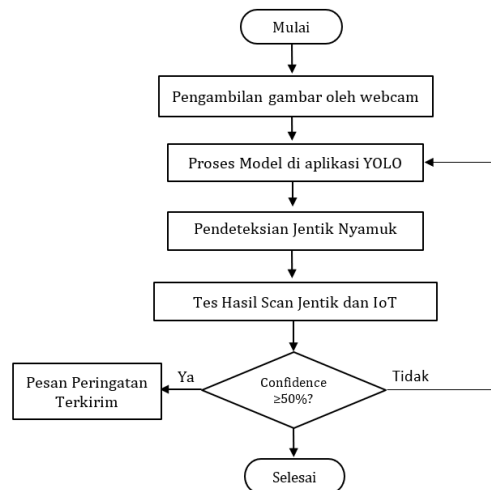 Mulai
Pengambilan gambar oleh webcam
Proses Model di aplikasi YOLO
Pendeteksian Jentik Nyamuk
Tes Hasil Scan Jentik dan IoT
Pesan Peringatan
Terkirim
Ya
Confidence
≥50%?
Tidak
Selesai